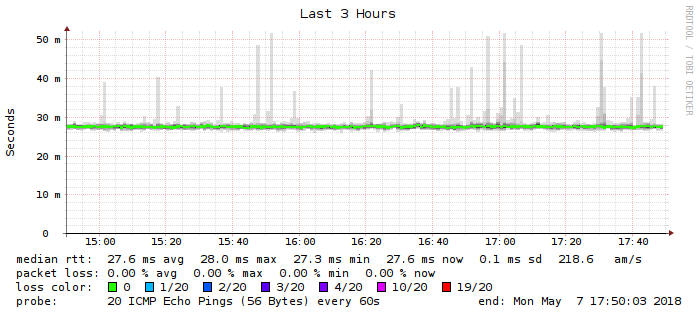 Last 3 Hours
RRDTOOL / TOBI OETIKER
Seconds
50 m
40 m
30 m
20 m
10 m
0
15:00 15:20 15:40 16:00 16:20 16:40 17:00 17:20 17:40
median rtt: 27.6 ms avg 28.0 ms max 27.3 ms min 27.6 ms now 0.1 ms sd 218.6 am/s
packet loss: 0.00 % avg 0.00 % max 0.00 % min 0.00 % now
loss color: 0 1/20 2/20 3/20 4/20 10/20 19/20
probe: 20 ICMP Echo Pings (56 Bytes) every 60s end: Mon May 7 17:50:03 2018